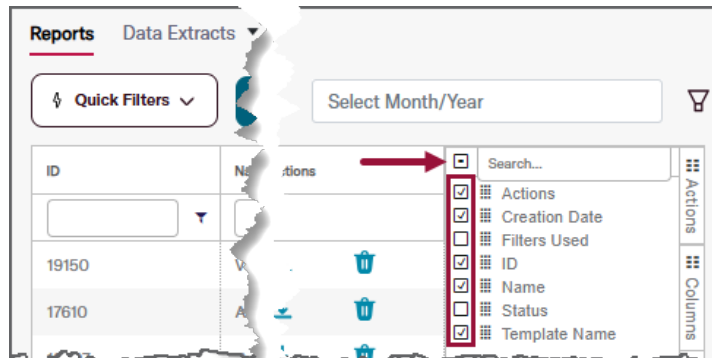 Reports Data Extracts
Quick Filters
Select Month/Year
ID
Search...
Actions
Creation Date
Filters Used
ID
Name
Status
Template Name
Actions
Columns
19150
17610